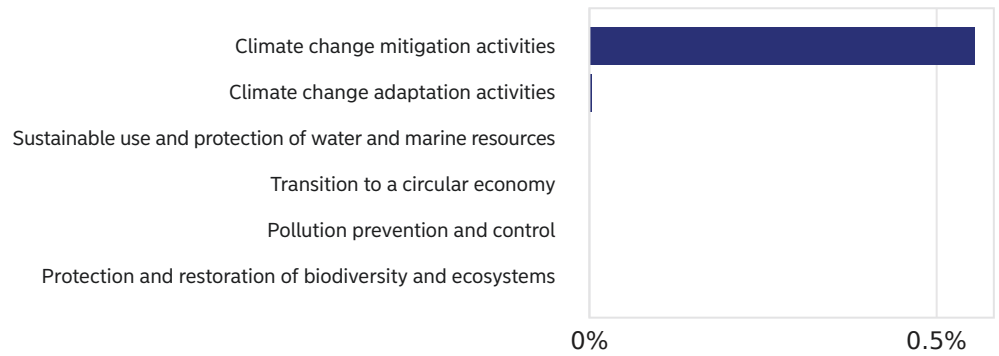 Climate change mitigation activities
Climate change adaptation activities
Sustainable use and protection of water and marine resources
Transition to a circular economy
Pollution prevention and control
Protection and restoration of biodiversity and ecosystems
0% 0.5%